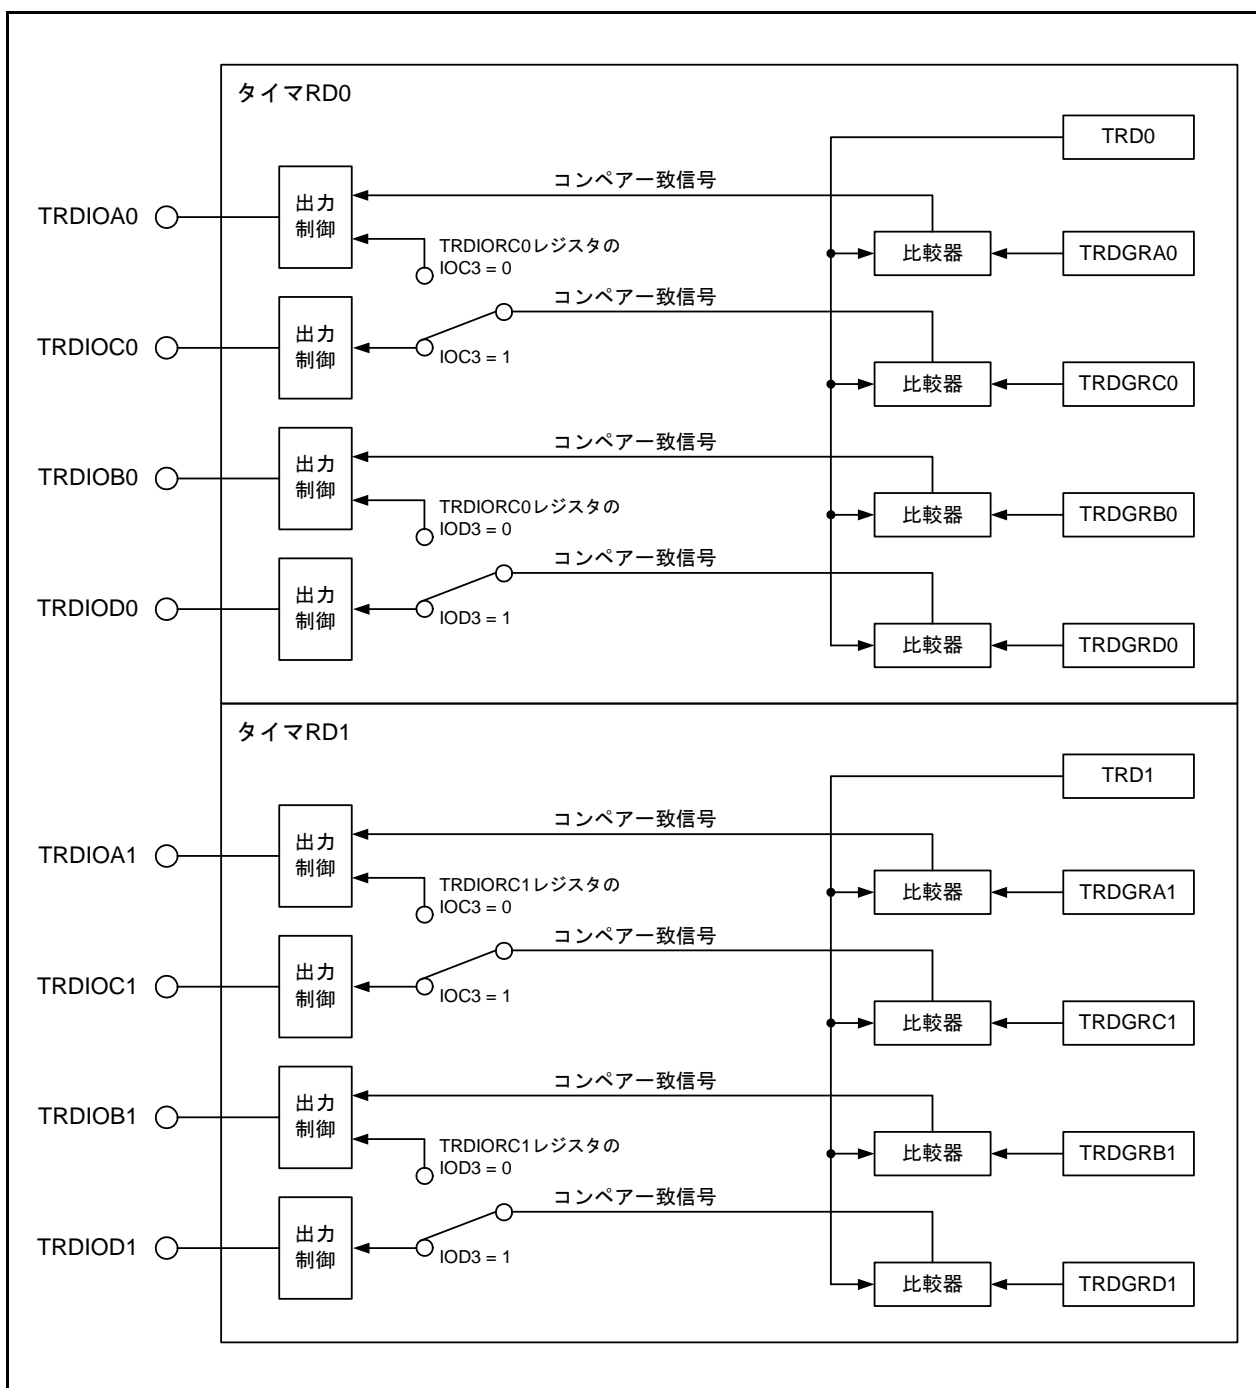 タイマRD0
TRD0
コンペア一致信号
TRDIOA0
出力
制御
TRDIORC0レジスタの
IOC3 = 0
比較器
TRDGRA0
コンペア一致信号
TRDIOC0
出力
制御
IOC3 = 1
比較器
TRDGRC0
コンペア一致信号
TRDIOB0
出力
制御
TRDIORC0レジスタの
IOD3 = 0
比較器
TRDGRB0
コンペア一致信号
TRDIOD0
出力
制御
IOD3 = 1
比較器
TRDGRD0
タイマRD1
TRD1
コンペア一致信号
TRDIOA1
出力
制御
TRDIORC1レジスタの
IOC3 = 0
比較器
TRDGRA1
コンペア一致信号
TRDIOC1
出力
制御
IOC3 = 1
比較器
TRDGRC1
コンペア一致信号
TRDIOB1
出力
制御
TRDIORC1レジスタの
IOD3 = 0
比較器
TRDGRB1
コンペア一致信号
TRDIOD1
出力
制御
IOD3 = 1
比較器
TRDGRD1